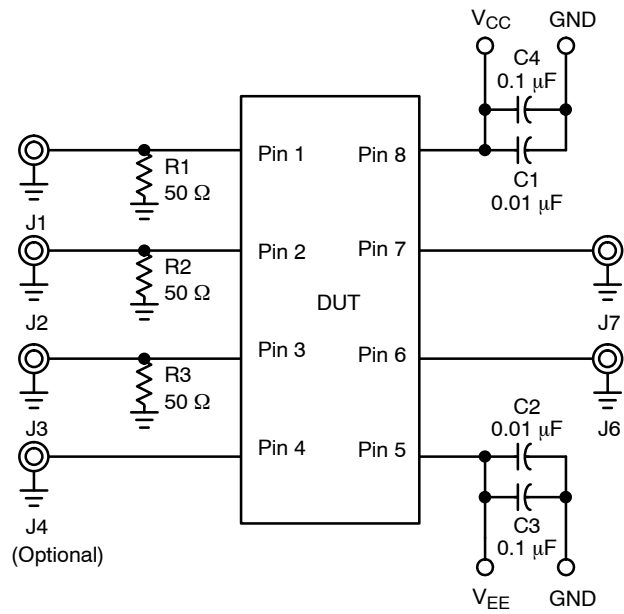 VCC
GND
C4
0.1 μF
C1
0.01 μF
Pin 1
Pin 8
R1
50 Ω
J1
Pin 2
Pin 7
R2
50 Ω
J2
DUT
J7
Pin 3
Pin 6
R3
50 Ω
J3
J6
C2
0.01 μF
Pin 4
Pin 5
C3
0.1 μF
J4
(Optional)
VEE
GND